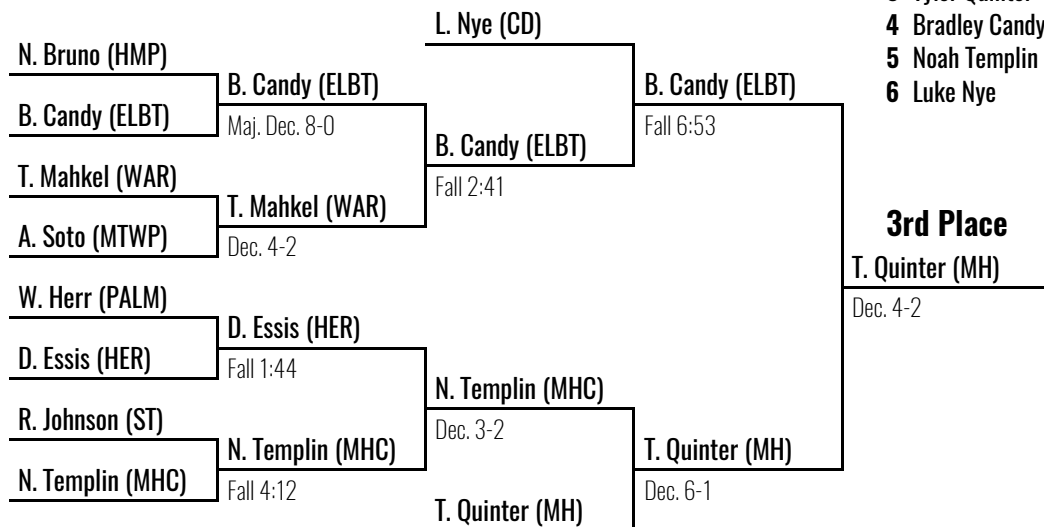 3 Tyler Quinter
4 Bradley Candy
5 Noah Templin
6 Luke Nye
N. Bruno (HMP)
B. Candy (ELBT)
T. Mahkel (WAR)
A. Soto (MTWP)
W. Herr (PALM)
D. Essis (HER)
R. Johnson (ST)
N. Templin (MHC)
B. Candy (ELBT)
Maj. Dec. 8-0
T. Mahkel (WAR)
Dec. 4-2
D. Essis (HER)
Fall 1:44
N. Templin (MHC)
Fall 4:12
L. Nye (CD)
B. Candy (ELBT)
Fall 2:41
N. Templin (MHC)
Dec. 3-2
T. Quinter (MH)
B. Candy (ELBT)
Fall 6:53
T. Quinter (MH)
Dec. 6-1
3rd Place
T. Quinter (MH)
Dec. 4-2